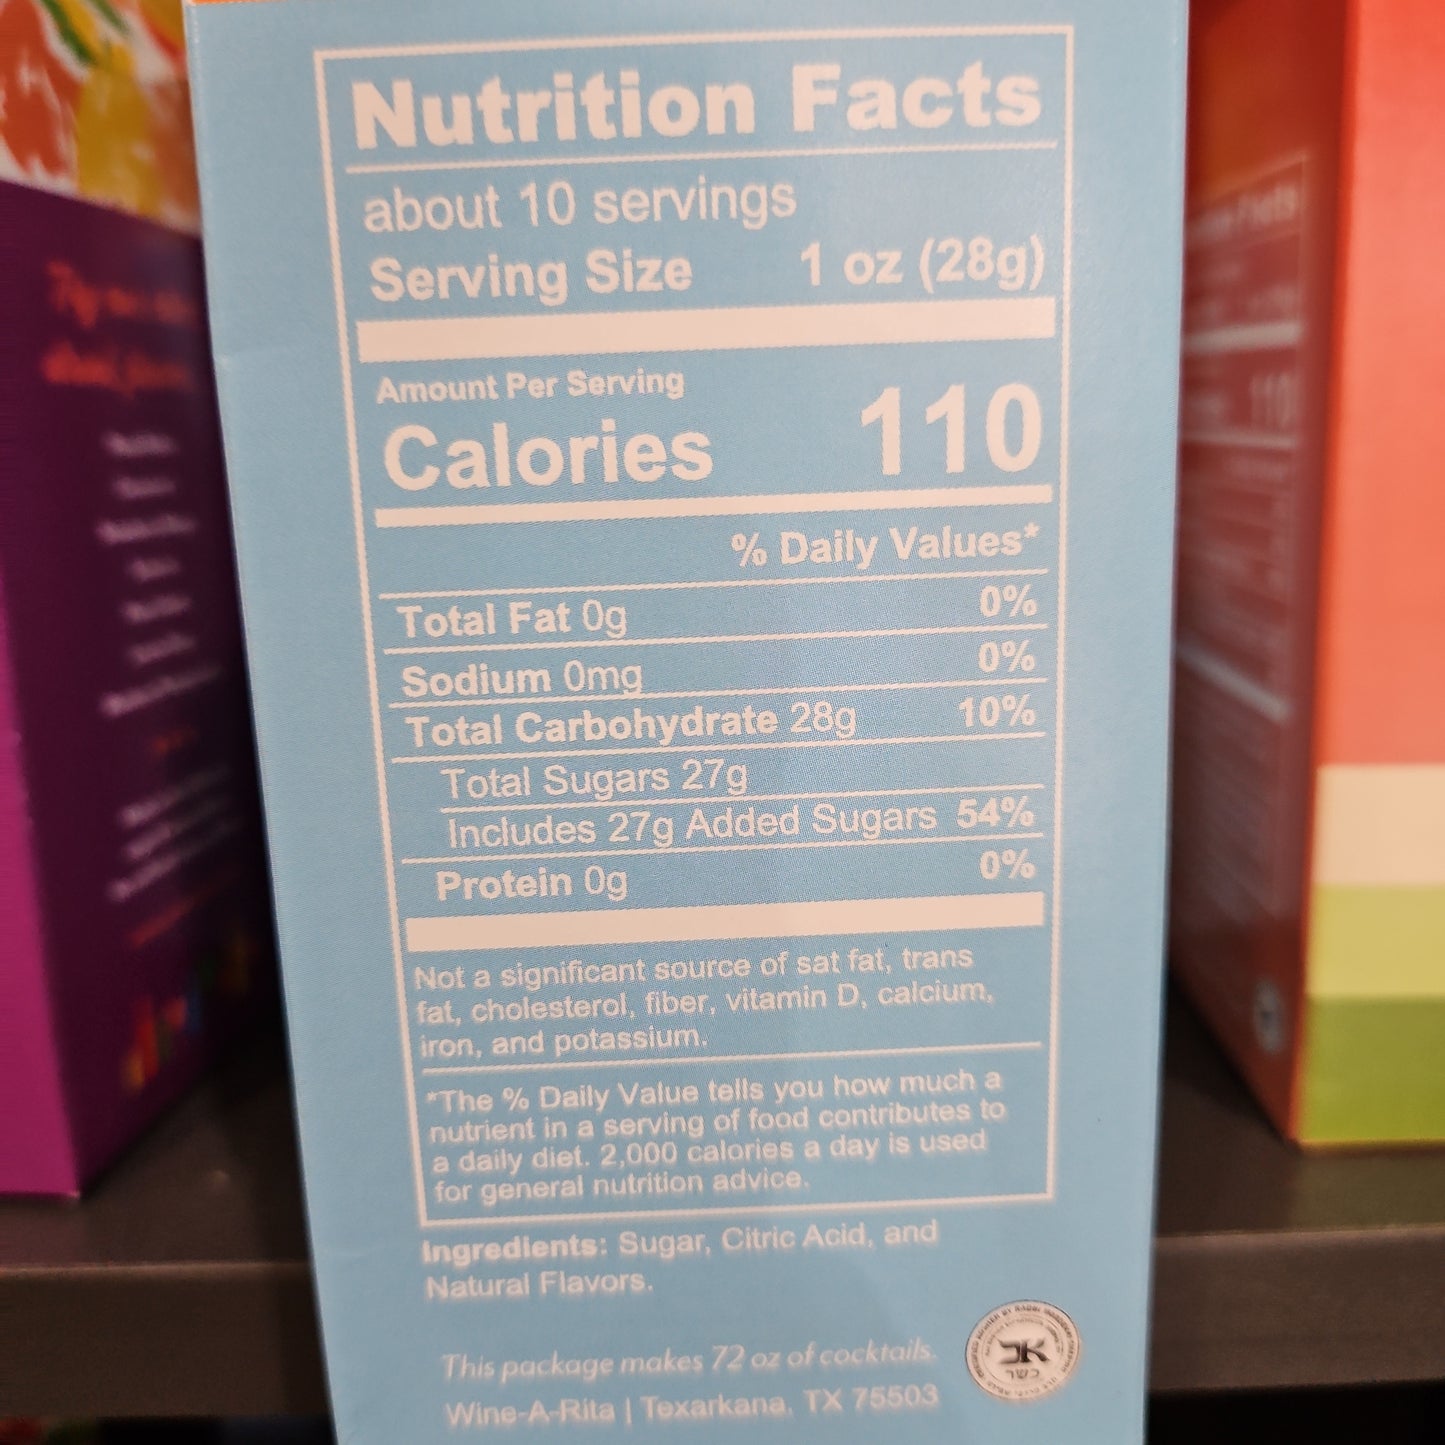 Nutrition Facts
about 10 servings
Serving Size 1 oz (28g)
Amount Per Serving
Calories 110
% Daily Values*
Total Fat 0g 0%
Sodium 0mg 0%
Total Carbohydrate 28g 10%
Total Sugars 27g
Includes 27g Added Sugars 54%
Protein 0g 0%
Not a significant source of sat fat, trans
fat, cholesterol, fiber, vitamin D, calcium,
iron, and potassium.
*The % Daily Value tells you how much a
nutrient in a serving of food contributes to
a daily diet. 2,000 calories a day is used
for general nutrition advice.
Ingredients: Sugar, Citric Acid, and
Natural Flavors.
This package makes 72 oz of cocktails.
Wine-A-Rita | Texarkana, TX 75503
כשר